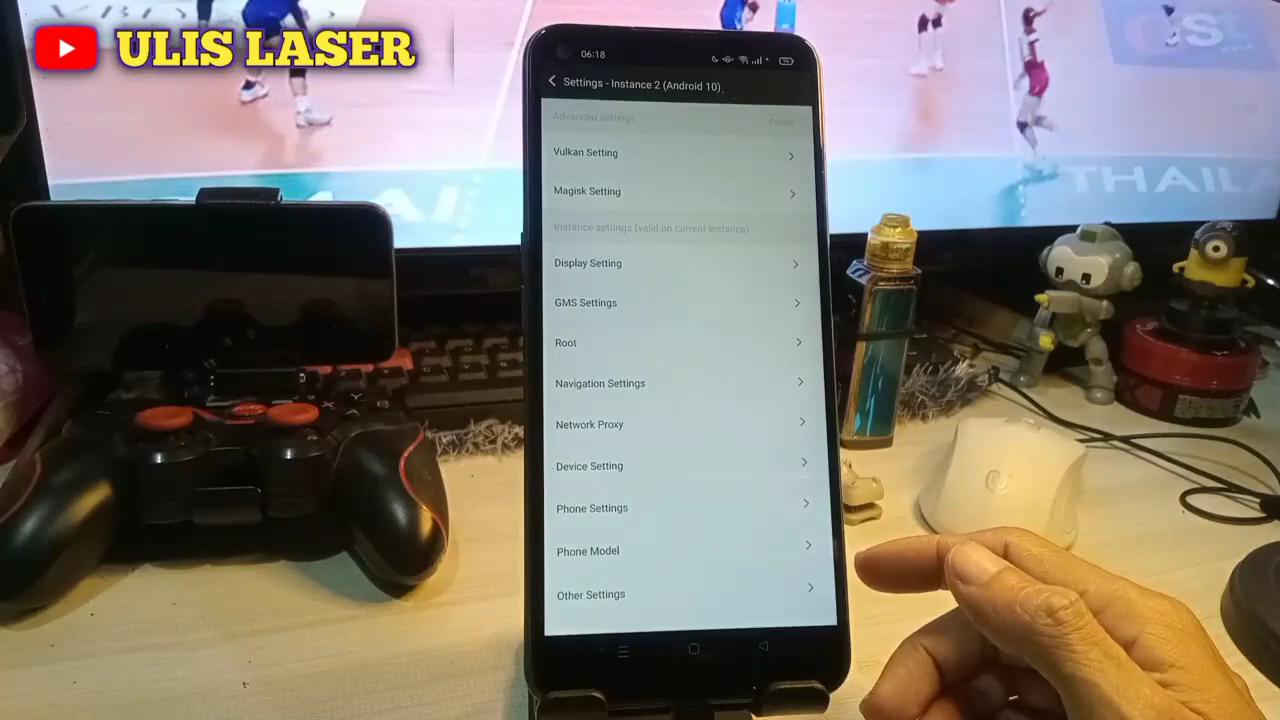 ULIS LASER
06:18
Settings - Instance 2 (Android 10)
Advanced settings
Profile
Vulkan Setting
Magisk Setting
Instance settings (valid on current instance)
Display Setting
GMS Settings
Root
Navigation Settings
Network Proxy
Device Setting
Phone Settings
Phone Model
Other Settings
THAILA